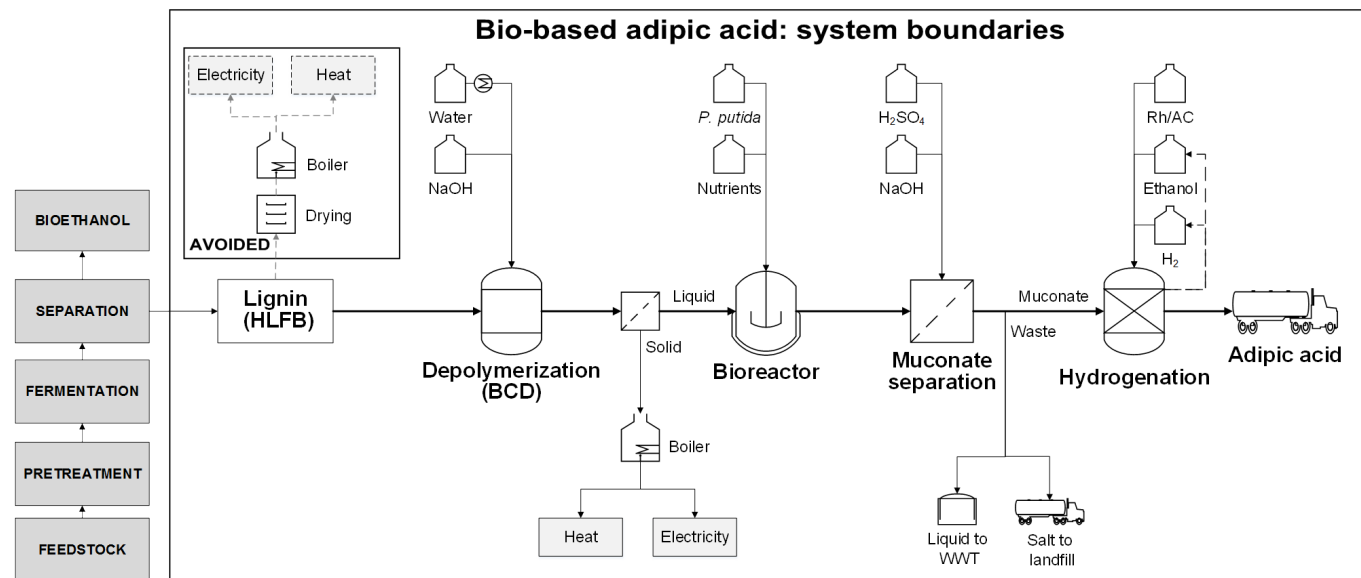 Bio-based adipic acid: system boundaries
Electricity
Heat
Boiler
Drying
AVOIDED
BIOETHANOL
SEPARATION
FERMENTATION
PRETREATMENT
FEEDSTOCK
Lignin
(HLFB)
Water
NaOH
Depolymerization
(BCD)
Liquid
Solid
Boiler
Heat
Electricity
P. putida
Nutrients
Bioreactor
H₂SO₄
NaOH
Muconate
separation
Muconate
Waste
Liquid to
WWT
Salt to
landfill
Rh/AC
Ethanol
H₂
Hydrogenation
Adipic acid